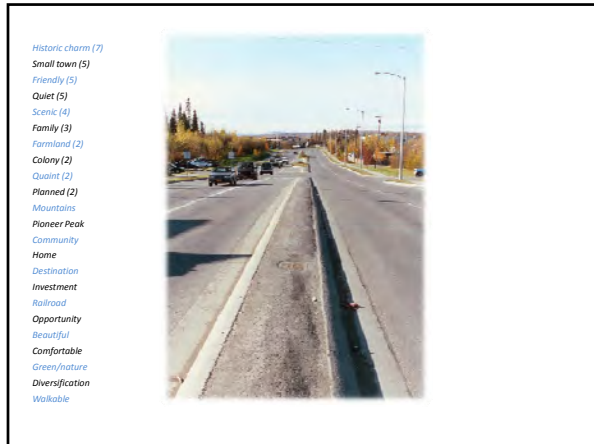 Historic charm (7)
Small town (5)
Friendly (5)
Quiet (5)
Scenic (4)
Family (3)
Farmland (2)
Colony (2)
Quaint (2)
Planned (2)
Mountains
Pioneer Peak
Community
Home
Destination
Investment
Railroad
Opportunity
Beautiful
Comfortable
Green/nature
Diversification
Walkable